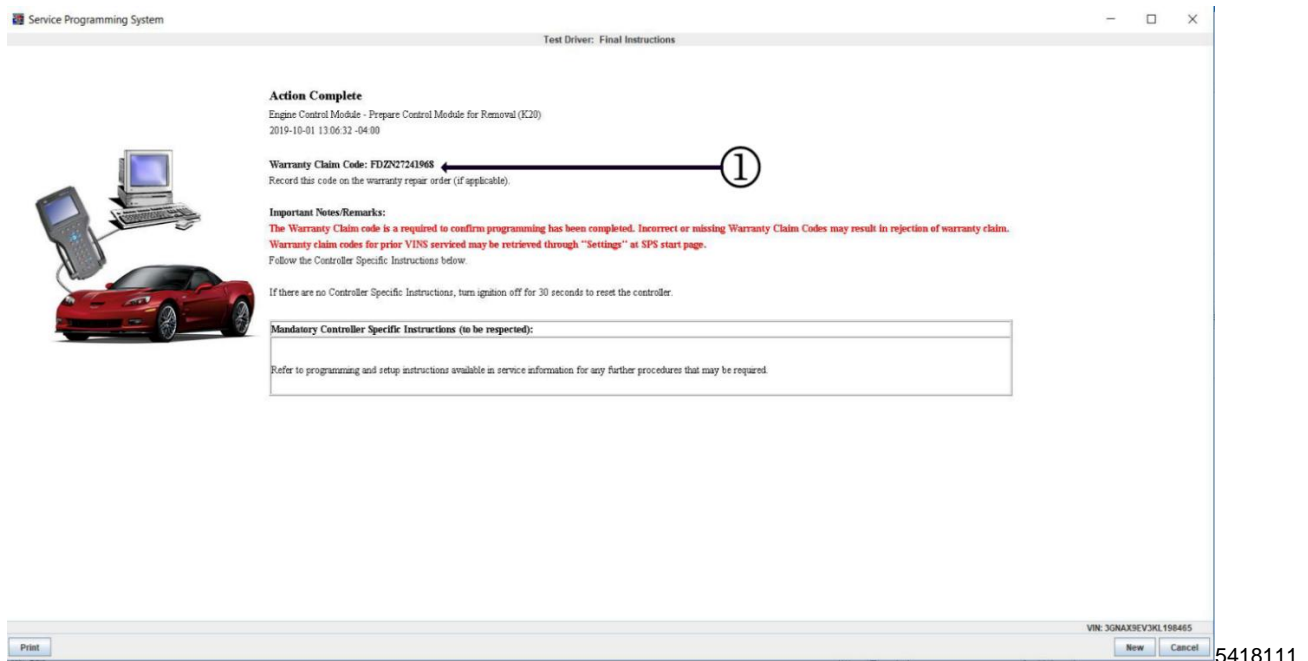 Service Programming System
Test Driver: Final Instructions
Action Complete
Engine Control Module - Prepare Control Module for Removal (K20)
2019-10-01 13:06:32 -04:00
Warranty Claim Code: FDZN27241968
1
Record this code on the warranty repair order (if applicable).
Important Notes/Remarks:
The Warranty Claim code is a required to confirm programming has been completed. Incorrect or missing Warranty Claim Codes may result in rejection of warranty claim.
Warranty claim codes for prior VINS serviced may be retrieved through "Settings" at SPS start page.
Follow the Controller Specific Instructions below.
If there are no Controller Specific Instructions, turn ignition off for 30 seconds to reset the controller.
Mandatory Controller Specific Instructions (to be respected):
Refer to programming and setup instructions available in service information for any further procedures that may be required.
VIN: 3GNAX9EV3KL198465
Print
New
Cancel
5418111